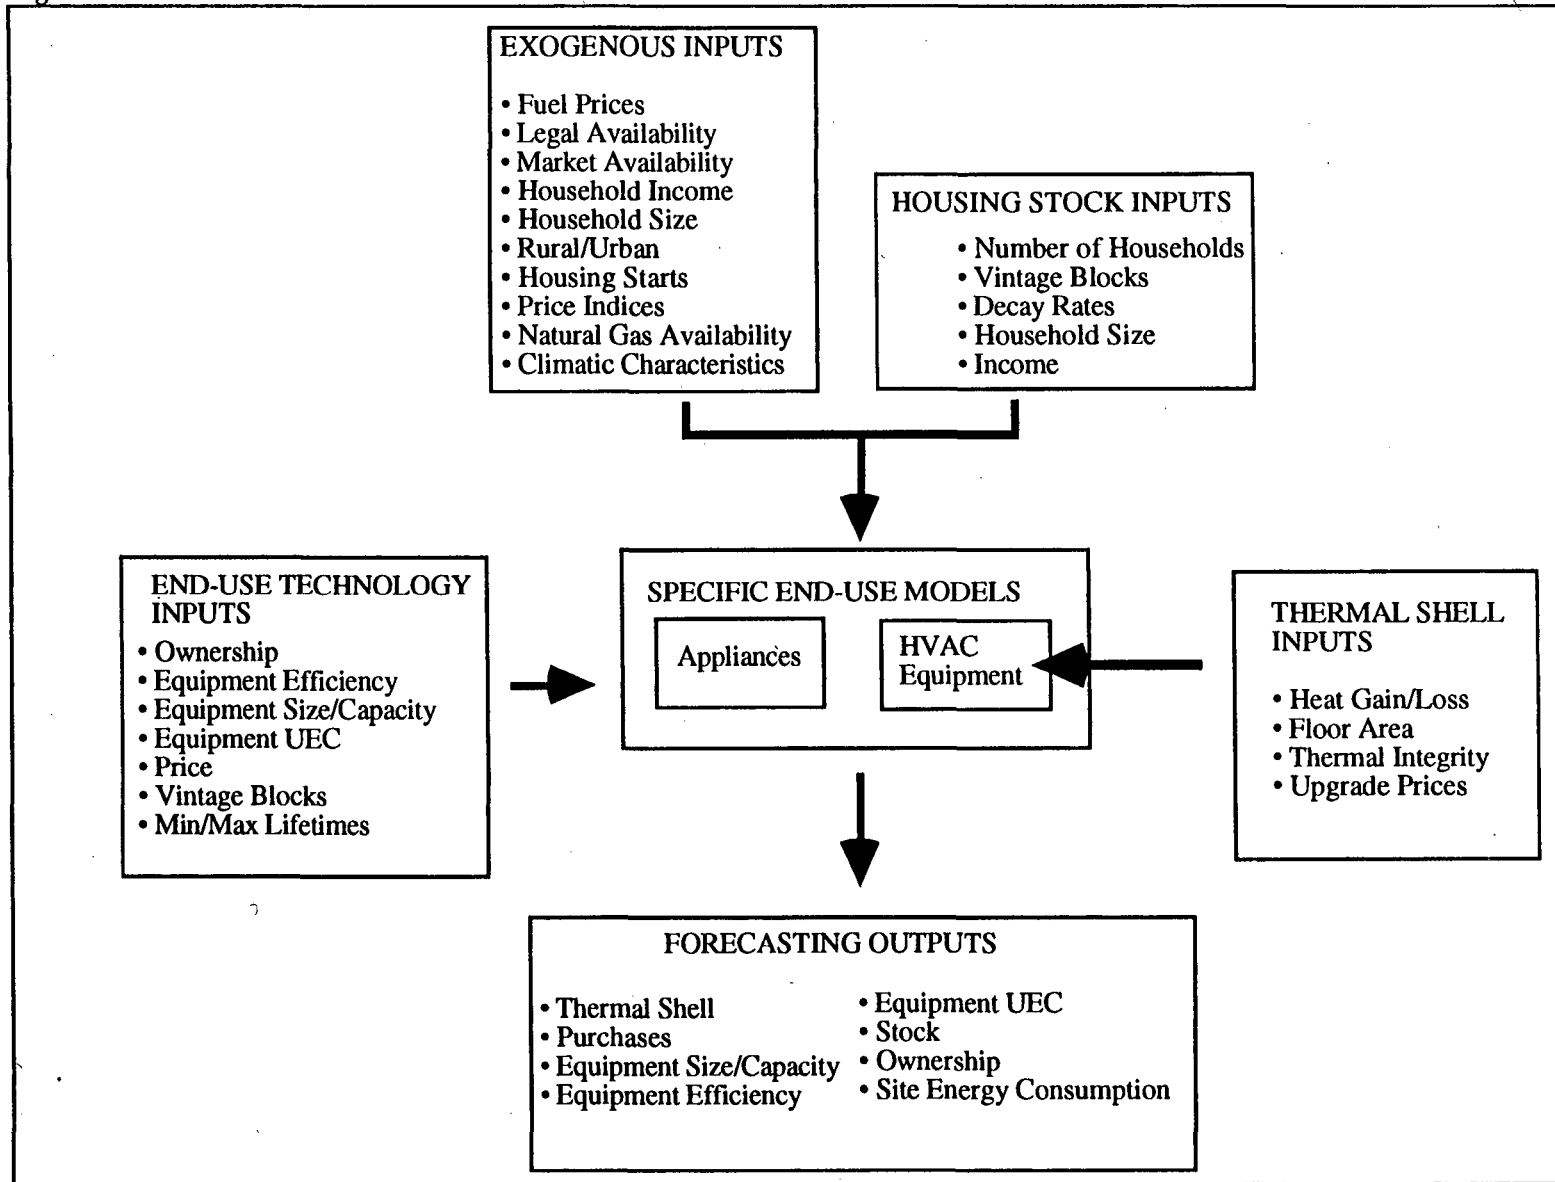 EXOGENOUS INPUTS
• Fuel Prices
• Legal Availability
• Market Availability
• Household Income
• Household Size
• Rural/Urban
• Housing Starts
• Price Indices
• Natural Gas Availability
• Climatic Characteristics
HOUSING STOCK INPUTS
• Number of Households
• Vintage Blocks
• Decay Rates
• Household Size
• Income
END-USE TECHNOLOGY
INPUTS
• Ownership
• Equipment Efficiency
• Equipment Size/Capacity
• Equipment UEC
• Price
• Vintage Blocks
• Min/Max Lifetimes
SPECIFIC END-USE MODELS
Appliances
HVAC
Equipment
THERMAL SHELL
INPUTS
• Heat Gain/Loss
• Floor Area
• Thermal Integrity
• Upgrade Prices
FORECASTING OUTPUTS
• Thermal Shell
• Purchases
• Equipment Size/Capacity
• Equipment Efficiency
• Equipment UEC
• Stock
• Ownership
• Site Energy Consumption